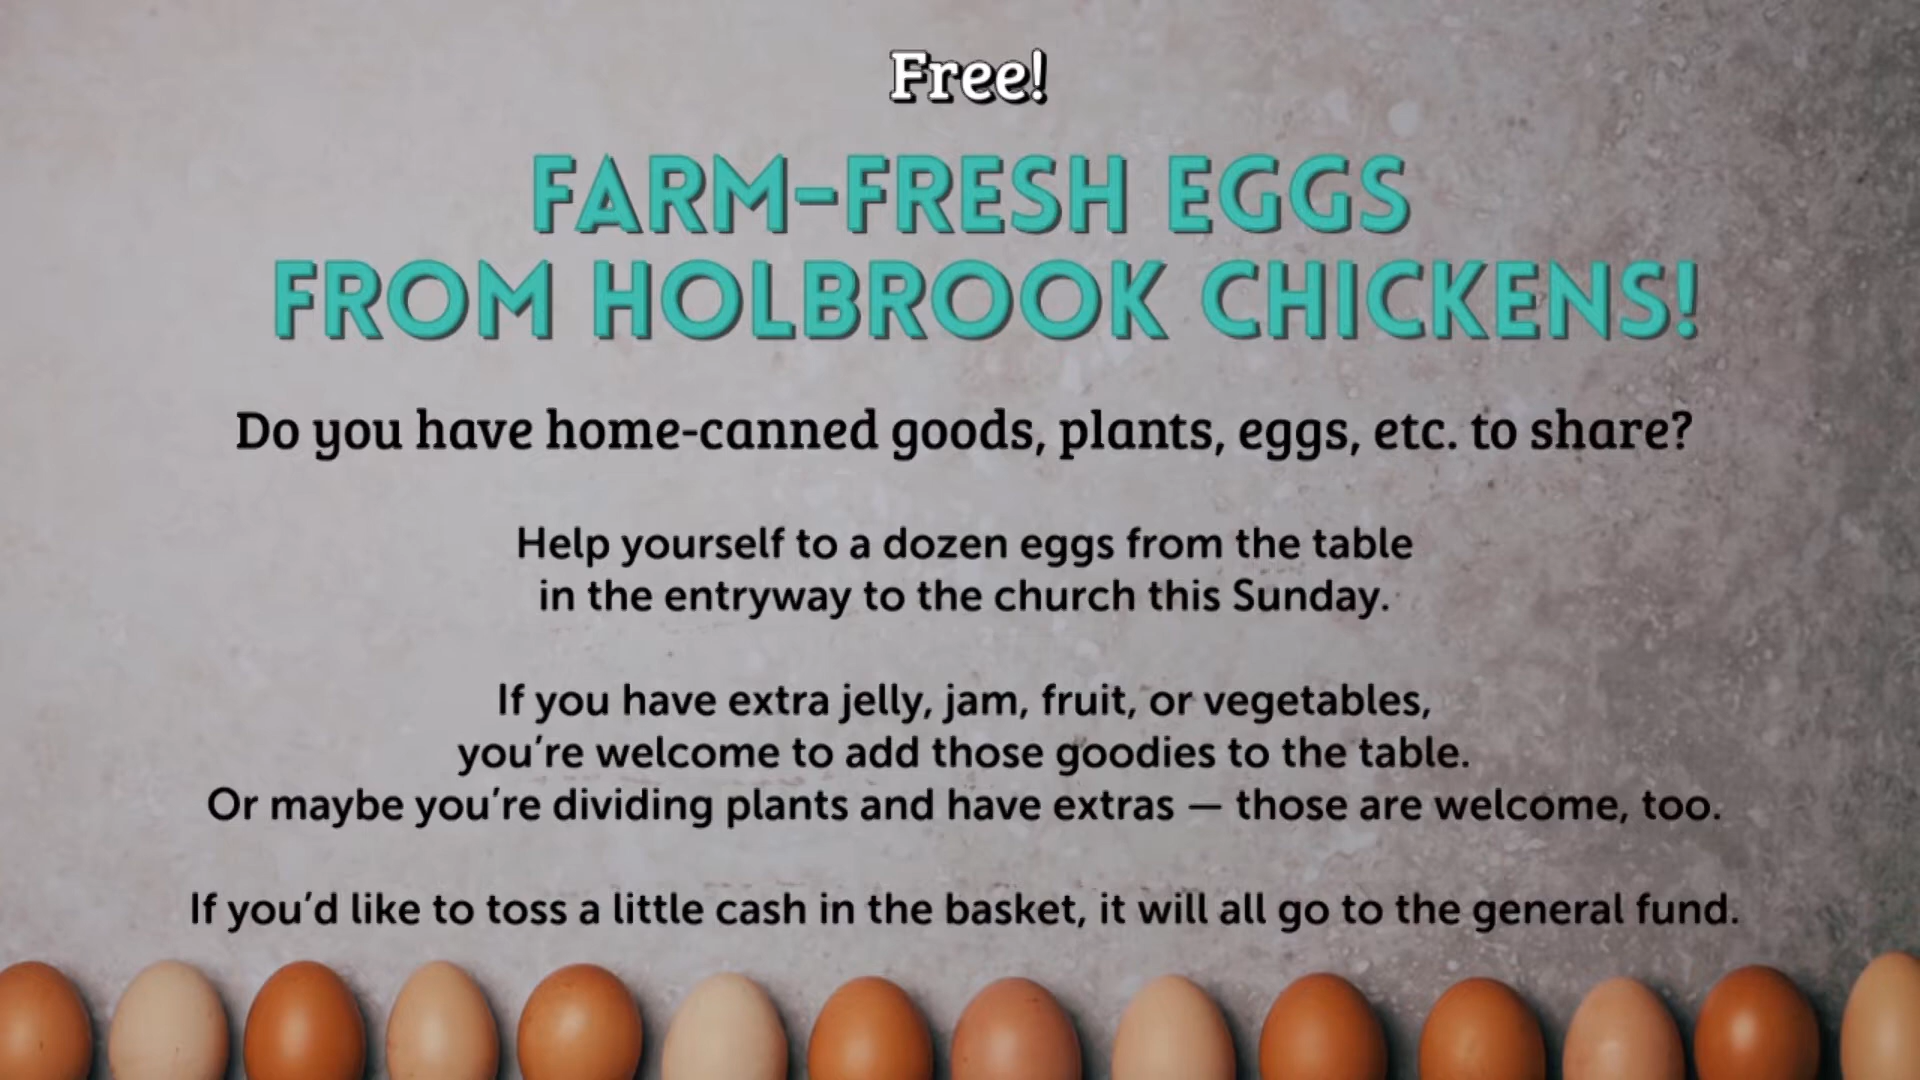 Free!
FARM-FRESH EGGS
FROM HOLBROOK CHICKENS!
Do you have home-canned goods, plants, eggs, etc. to share?
Help yourself to a dozen eggs from the table
in the entryway to the church this Sunday.
If you have extra jelly, jam, fruit, or vegetables,
you’re welcome to add those goodies to the table.
Or maybe you’re dividing plants and have extras — those are welcome, too.
If you’d like to toss a little cash in the basket, it will all go to the general fund.